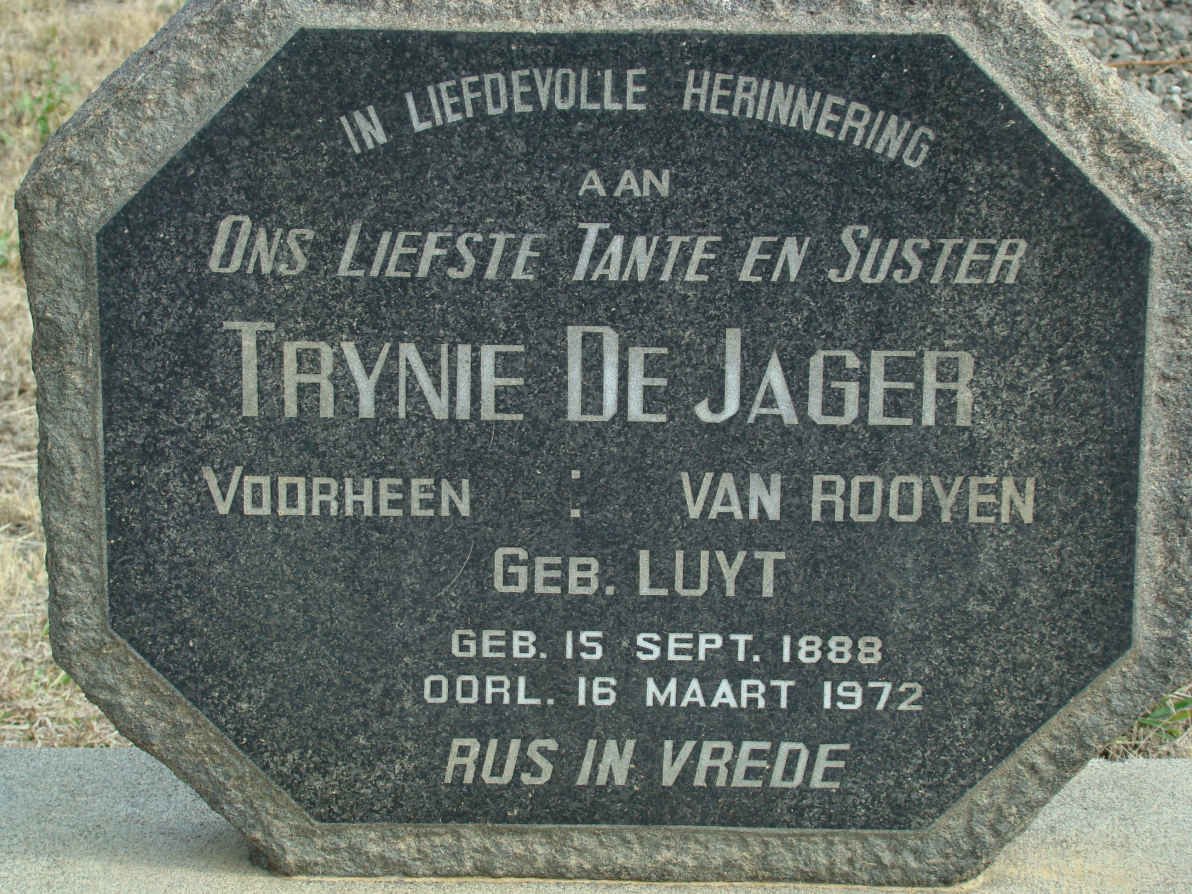 IN LIEFDEVOLLE HERINNERING
AAN
ONS LIEFSTE TANTE EN SUSTER
TRYNIE DE JAGER
VOORHEEN : VAN ROOYEN
GEB. LUYT
GEB. 15 SEPT. 1888
OORL. 16 MAART 1972
RUS IN VREDE